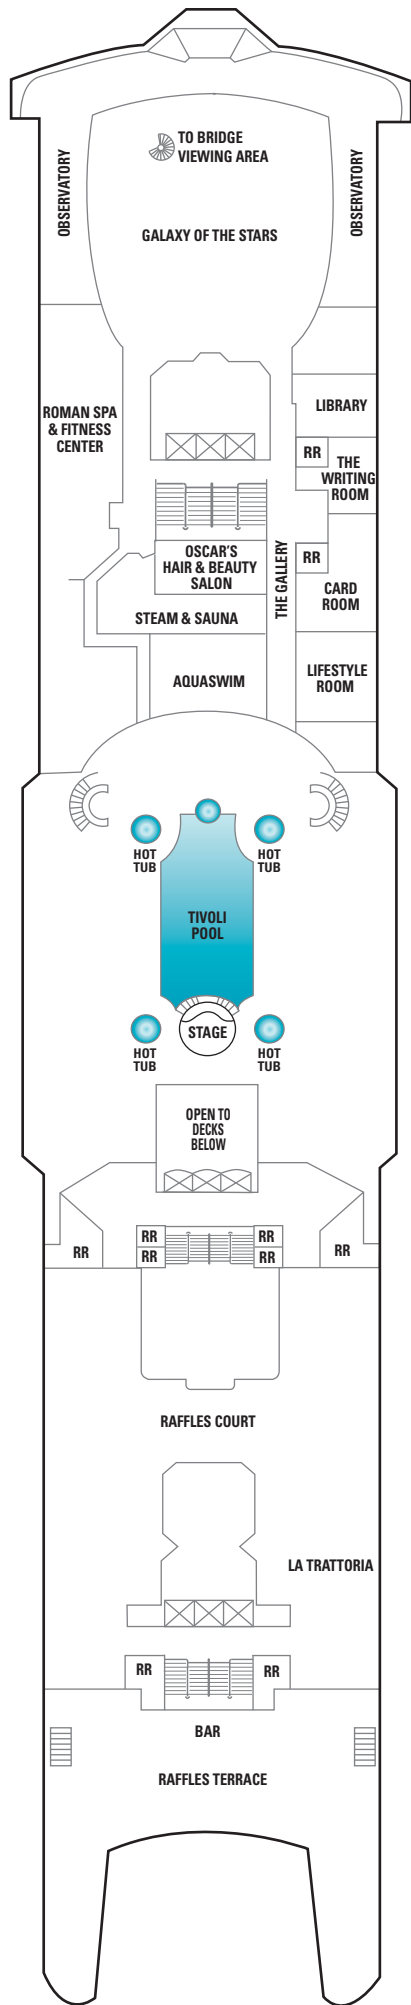 TO BRIDGE
VIEWING AREA
OBSERVATORY
OBSERVATORY
GALAXY OF THE STARS
ROMAN SPA
& FITNESS
CENTER
LIBRARY
RR
THE
WRITING
ROOM
OSCAR'S
HAIR & BEAUTY
SALON
THE GALLERY
RR
CARD
ROOM
STEAM & SAUNA
AQUASWIM
LIFESTYLE
ROOM
HOT
TUB
HOT
TUB
TIVOLI
POOL
STAGE
HOT
TUB
HOT
TUB
OPEN TO
DECKS
BELOW
RR
RR
RR
RR
RR
RR
RAFFLES COURT
LA TRATTORIA
RR
RR
BAR
RAFFLES TERRACE